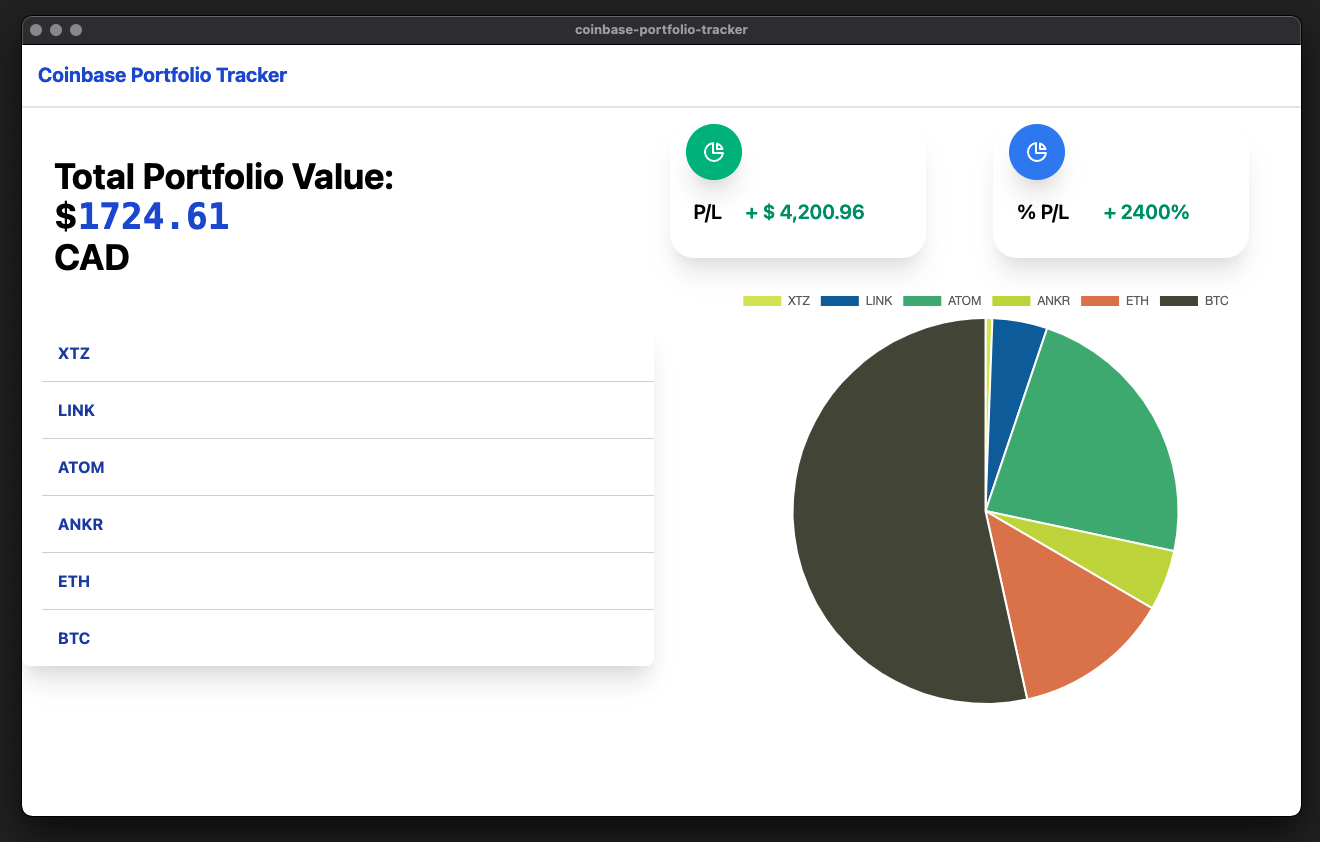 coinbase-portfolio-tracker
Coinbase Portfolio Tracker
Total Portfolio Value:
$1724.61
CAD
P/L + $ 4,200.96
% P/L + 2400%
XTZ LINK ATOM ANKR ETH BTC
XTZ
LINK
ATOM
ANKR
ETH
BTC